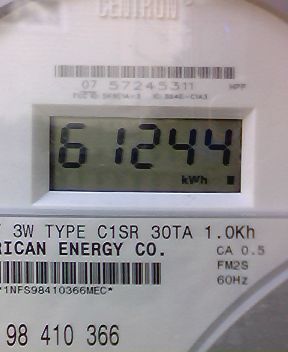 CENTRON
07 57245311
61244
kWh
3W TYPE C1SR 30TA 1.0Kh
RICAN ENERGY CO.
CA 0.5
FM2S
60Hz
*1NFS98410366MEC*
98 410 366